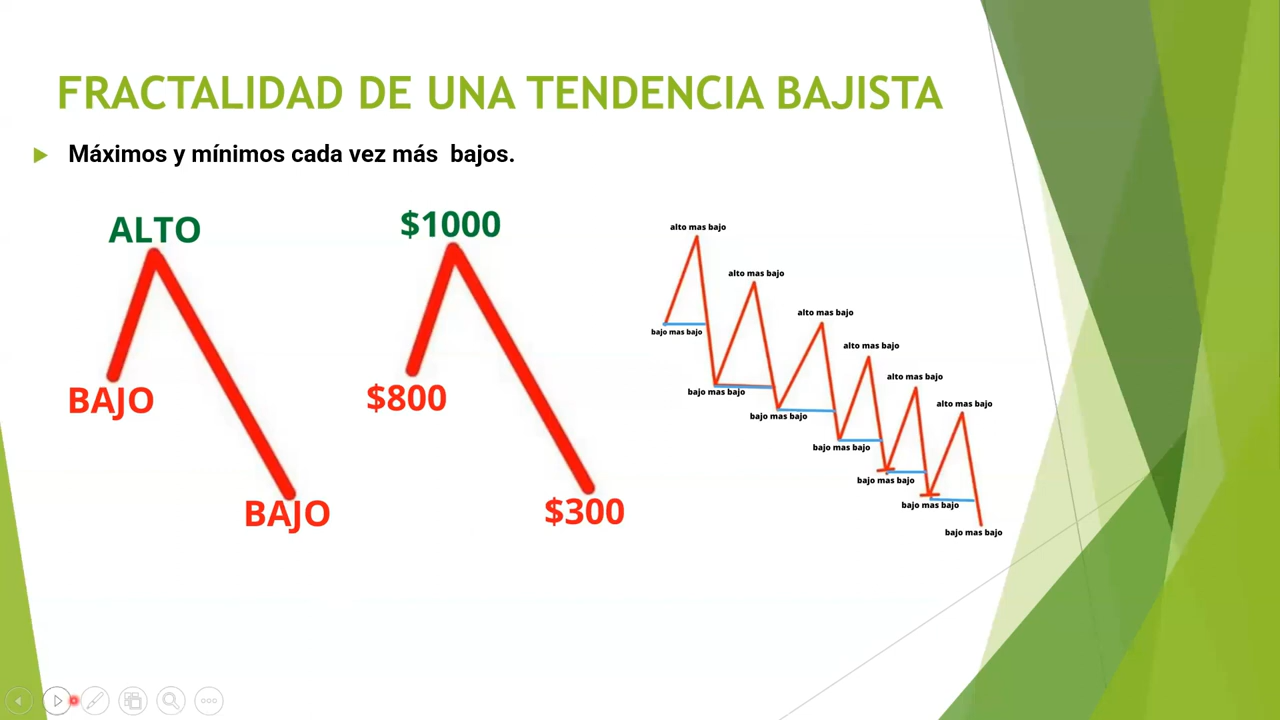 FRACTALIDAD DE UNA TENDENCIA BAJISTA
Máximos y mínimos cada vez más bajos.
ALTO
BAJO
BAJO
$1000
$800
$300
alto mas bajo
alto mas bajo
alto mas bajo
alto mas bajo
alto mas bajo
alto mas bajo
bajo mas bajo
bajo mas bajo
bajo mas bajo
bajo mas bajo
bajo mas bajo
bajo mas bajo
bajo mas bajo